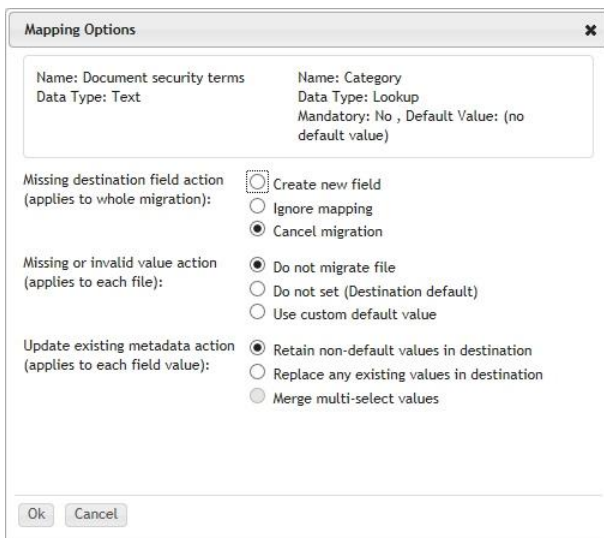 Mapping Options
Name: Document security terms
Data Type: Text
Name: Category
Data Type: Lookup
Mandatory: No , Default Value: (no
default value)
Missing destination field action
(applies to whole migration):
Create new field
Ignore mapping
Cancel migration
Missing or invalid value action
(applies to each file):
Do not migrate file
Do not set (Destination default)
Use custom default value
Update existing metadata action
(applies to each field value):
Retain non-default values in destination
Replace any existing values in destination
Merge multi-select values
Ok
Cancel